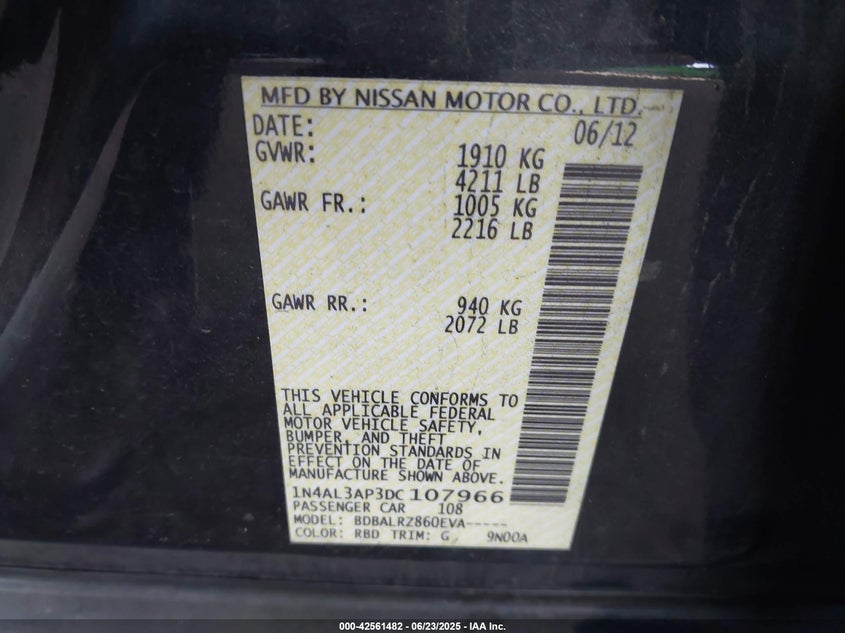 MFD BY NISSAN MOTOR CO., LTD.
DATE: 06/12
GVWR: 1910 KG
4211 LB
GAWR FR.: 1005 KG
2216 LB
GAWR RR.: 940 KG
2072 LB
THIS VEHICLE CONFORMS TO
ALL APPLICABLE FEDERAL
MOTOR VEHICLE SAFETY,
BUMPER, AND THEFT
PREVENTION STANDARDS IN
EFFECT ON THE DATE OF
MANUFACTURE SHOWN ABOVE.
1N4AL3AP3DC107966
PASSENGER CAR 108
MODEL: BDBALRZ860EVA-----
COLOR: RBD TRIM: G 9N00A
000-42561482 - 06/23/2025 - IAA Inc.